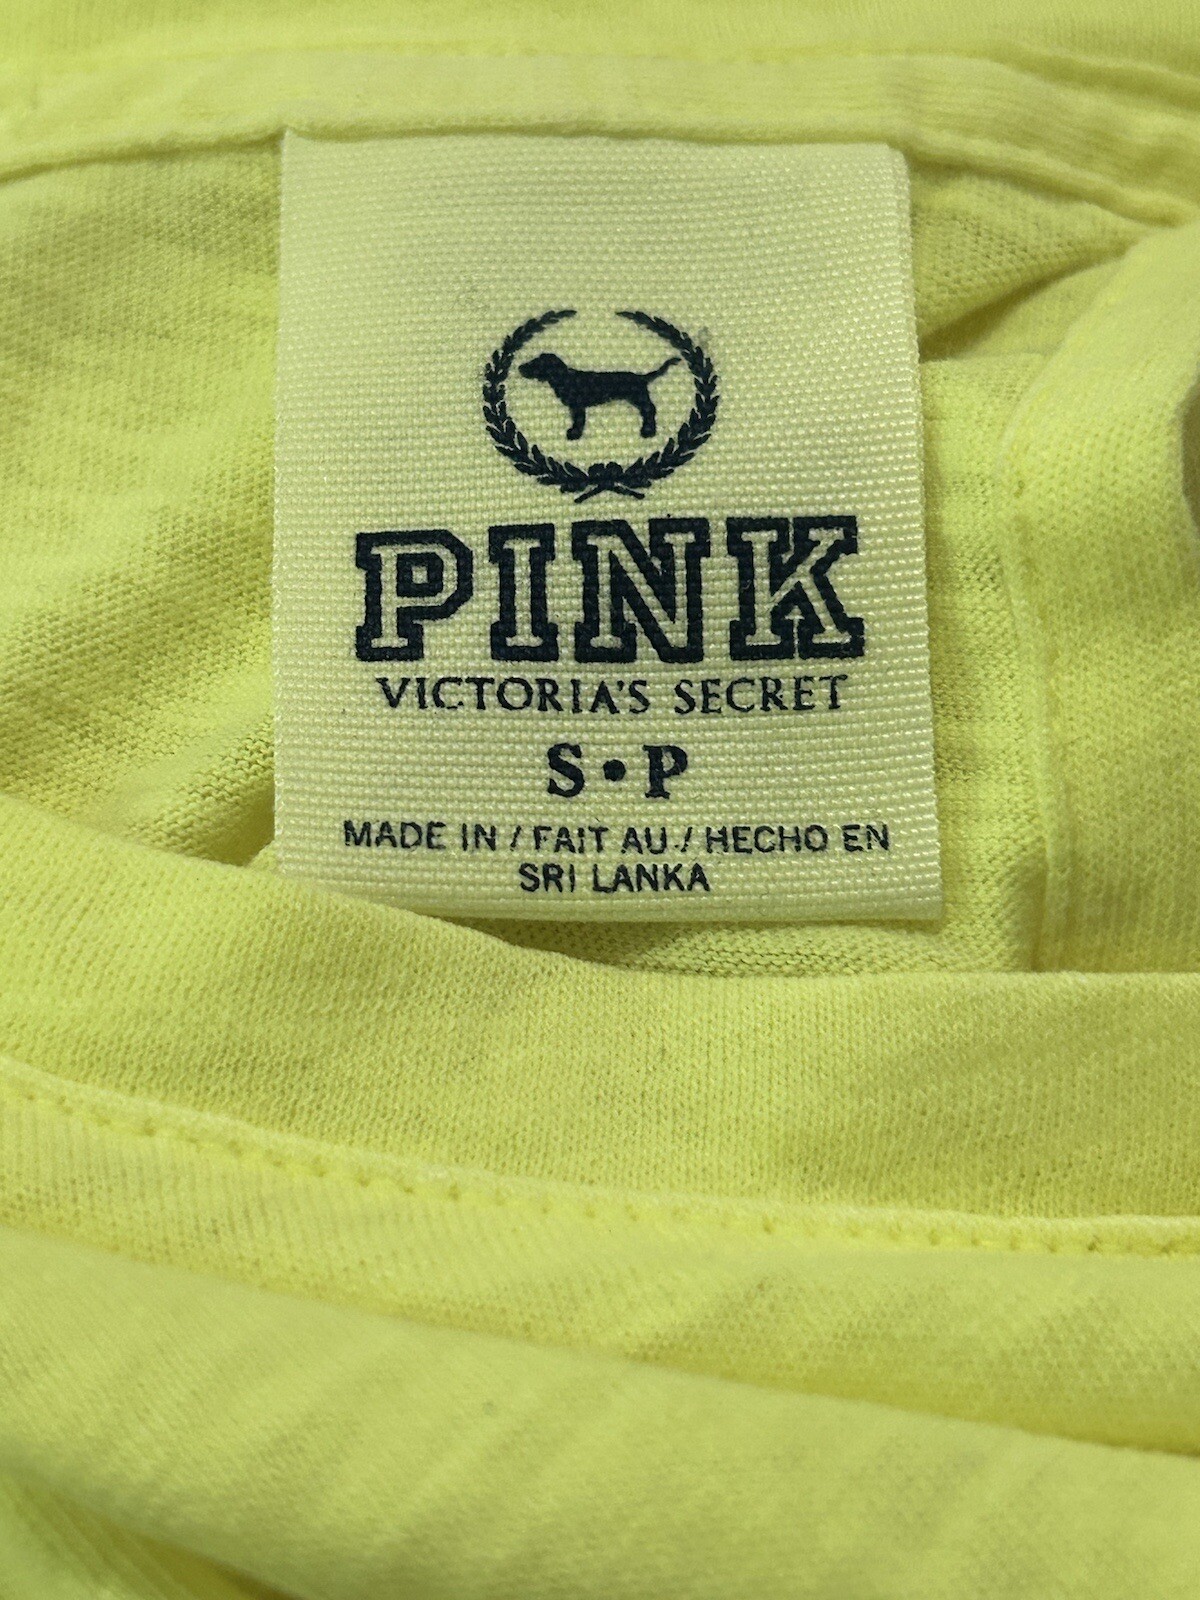 PINK
VICTORIA'S SECRET
S•P
MADE IN / FAIT AU / HECHO EN
SRI LANKA